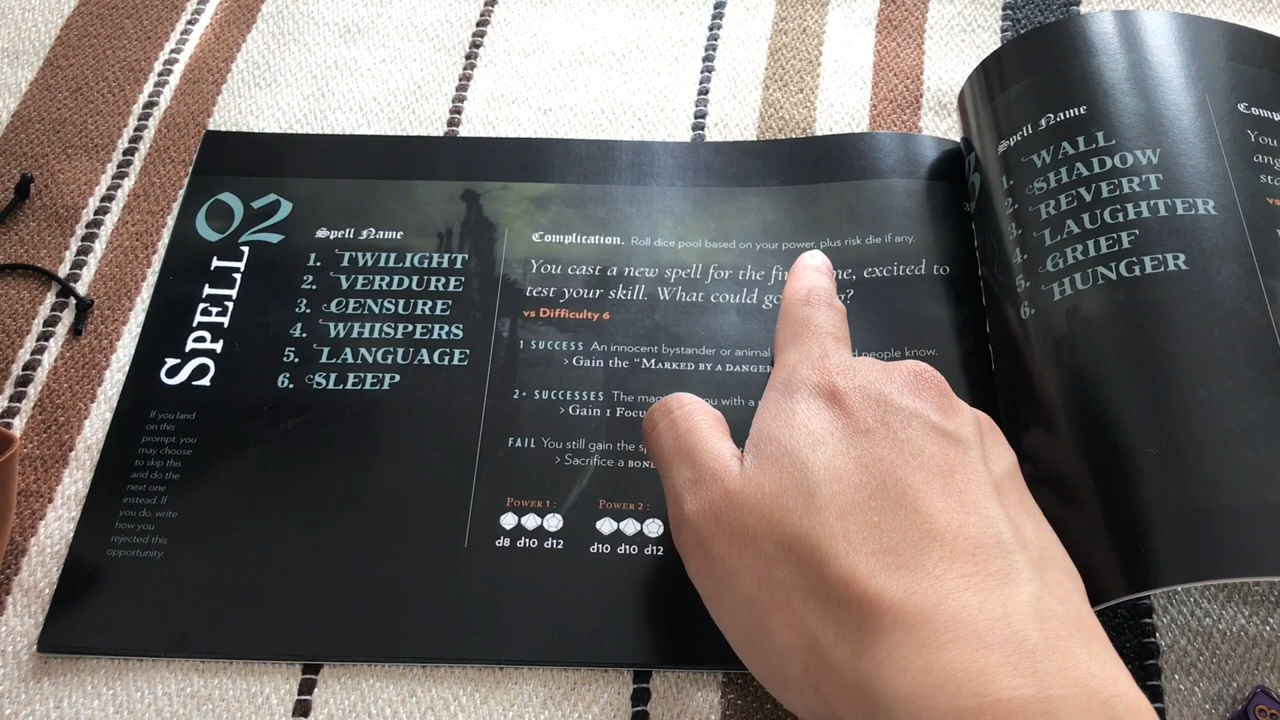 02
SPELL
If you land
on this
prompt, you
may choose
to skip this
and do the
next one
instead. If
you do, write
how you
rejected this
opportunity.
Spell Name
1. TWILIGHT
2. VERDURE
3. CENSURE
4. WHISPERS
5. LANGUAGE
6. SLEEP
Complication. Roll dice pool based on your power, plus risk die if any.
You cast a new spell for the excited to
test your skill. What could
vs Difficulty 6
1 SUCCESS An innocent bystander or animal people know.
> Gain the "MARKED BY A DANGER
2+ SUCCESSES The you with a
> Gain 1
FAIL You still gain the
> Sacrifice a
POWER 1:
d8 d10 d12
POWER 2:
d10 d10 d12
Spell Name
1. WALL
2. SHADOW
3. REVERT
4. LAUGHTER
5. GRIEF
6. HUNGER
You